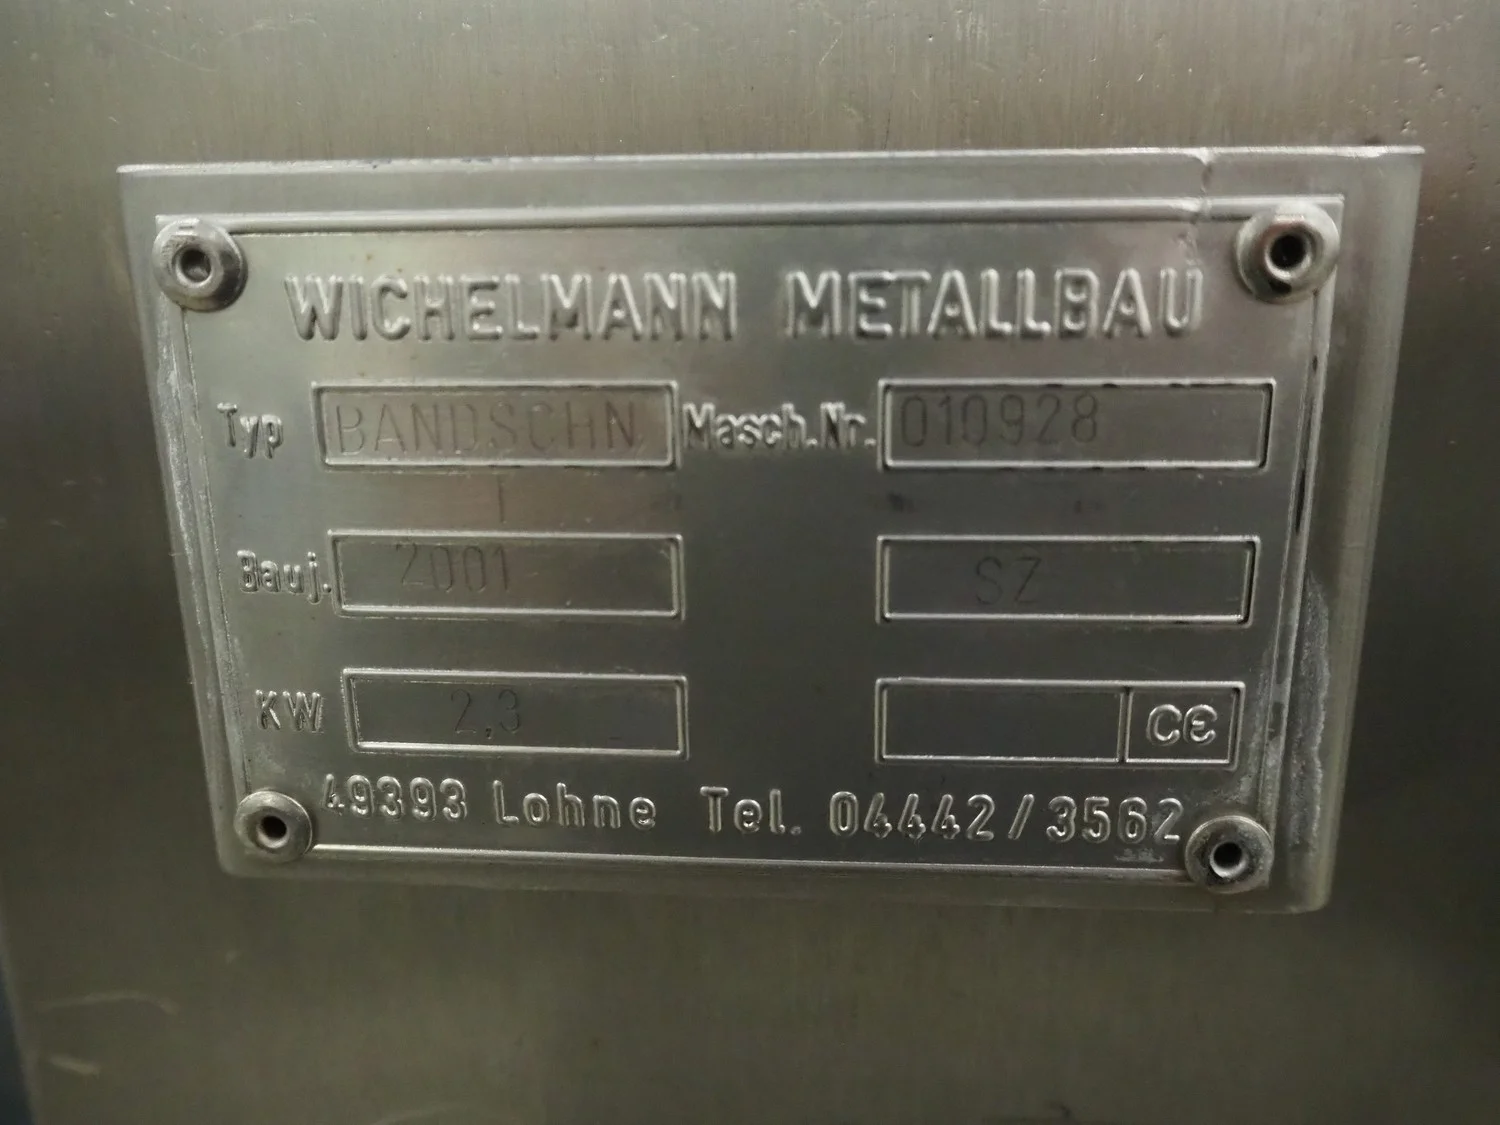 WICHELMANN METALLBAU
Typ BANDSCHN. Masch.Nr. 010928
Bauj. 2001 SZ
KW 2,3 CE
49393 Lohne Tel. 04442/3562